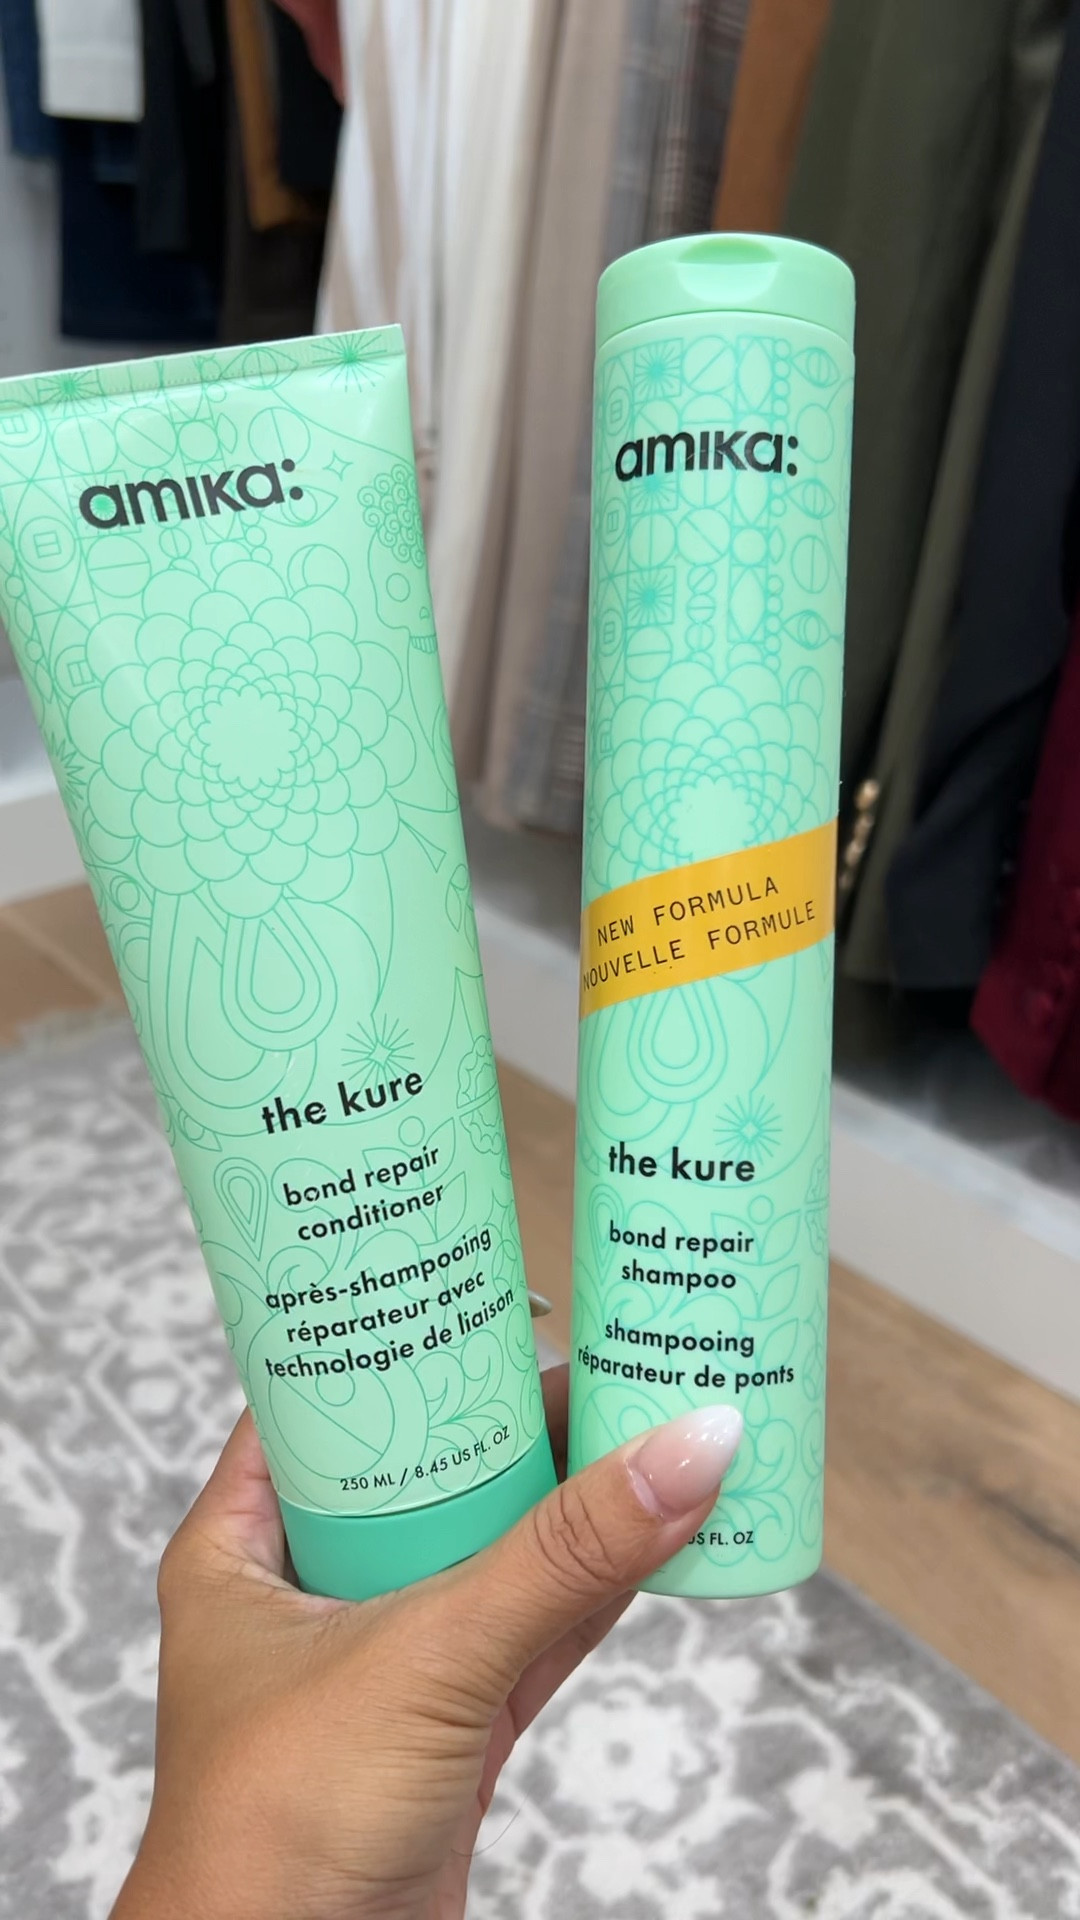 amika:
the kure
bond repair
conditioner
après-shampooing
réparateur avec
technologie de liaison
250 ML / 8.45 US FL. OZ
amika:
NEW FORMULA
NOUVELLE FORMULE
the kure
bond repair
shampoo
shampooing
réparateur de ponts
US FL. OZ